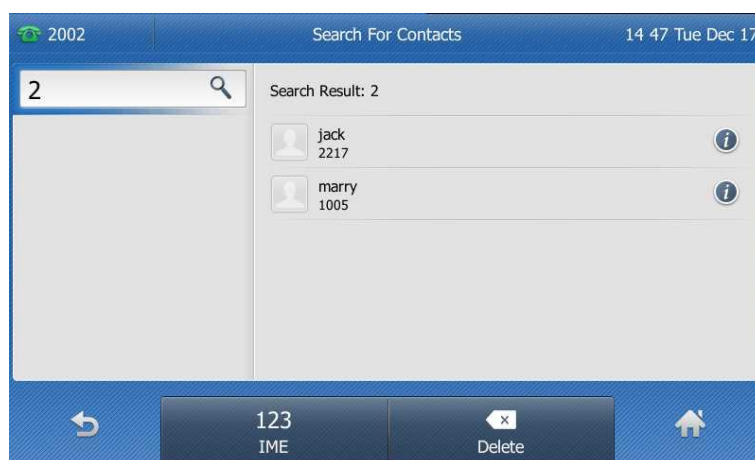 2002 Search For Contacts 14 47 Tue Dec 17
2
Search Result: 2
jack
2217
marry
1005
123
IME
Delete